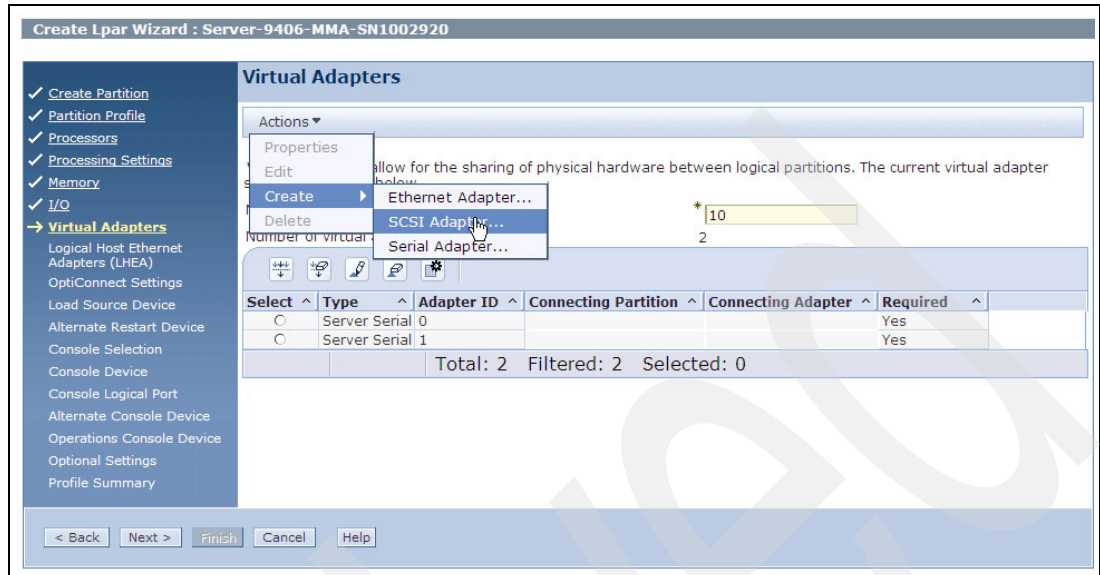 Create Lpar Wizard : Server-9406-MMA-SN1002920
Create Partition
Partition Profile
Processors
Processing Settings
Memory
I/O
Virtual Adapters
Logical Host Ethernet
Adapters (LHEA)
OptiConnect Settings
Load Source Device
Alternate Restart Device
Console Selection
Console Device
Console Logical Port
Alternate Console Device
Operations Console Device
Optional Settings
Profile Summary
Virtual Adapters
Actions
Properties
Edit
Create
Delete
Ethernet Adapter...
SCSI Adapter...
Serial Adapter...
allow for the sharing of physical hardware between logical partitions. The current virtual adapter
below
* 10
Number of virtual 2
Select Type Adapter ID Connecting Partition Connecting Adapter Required
Server Serial 0 Yes
Server Serial 1 Yes
Total: 2 Filtered: 2 Selected: 0
< Back Next > Finish Cancel Help